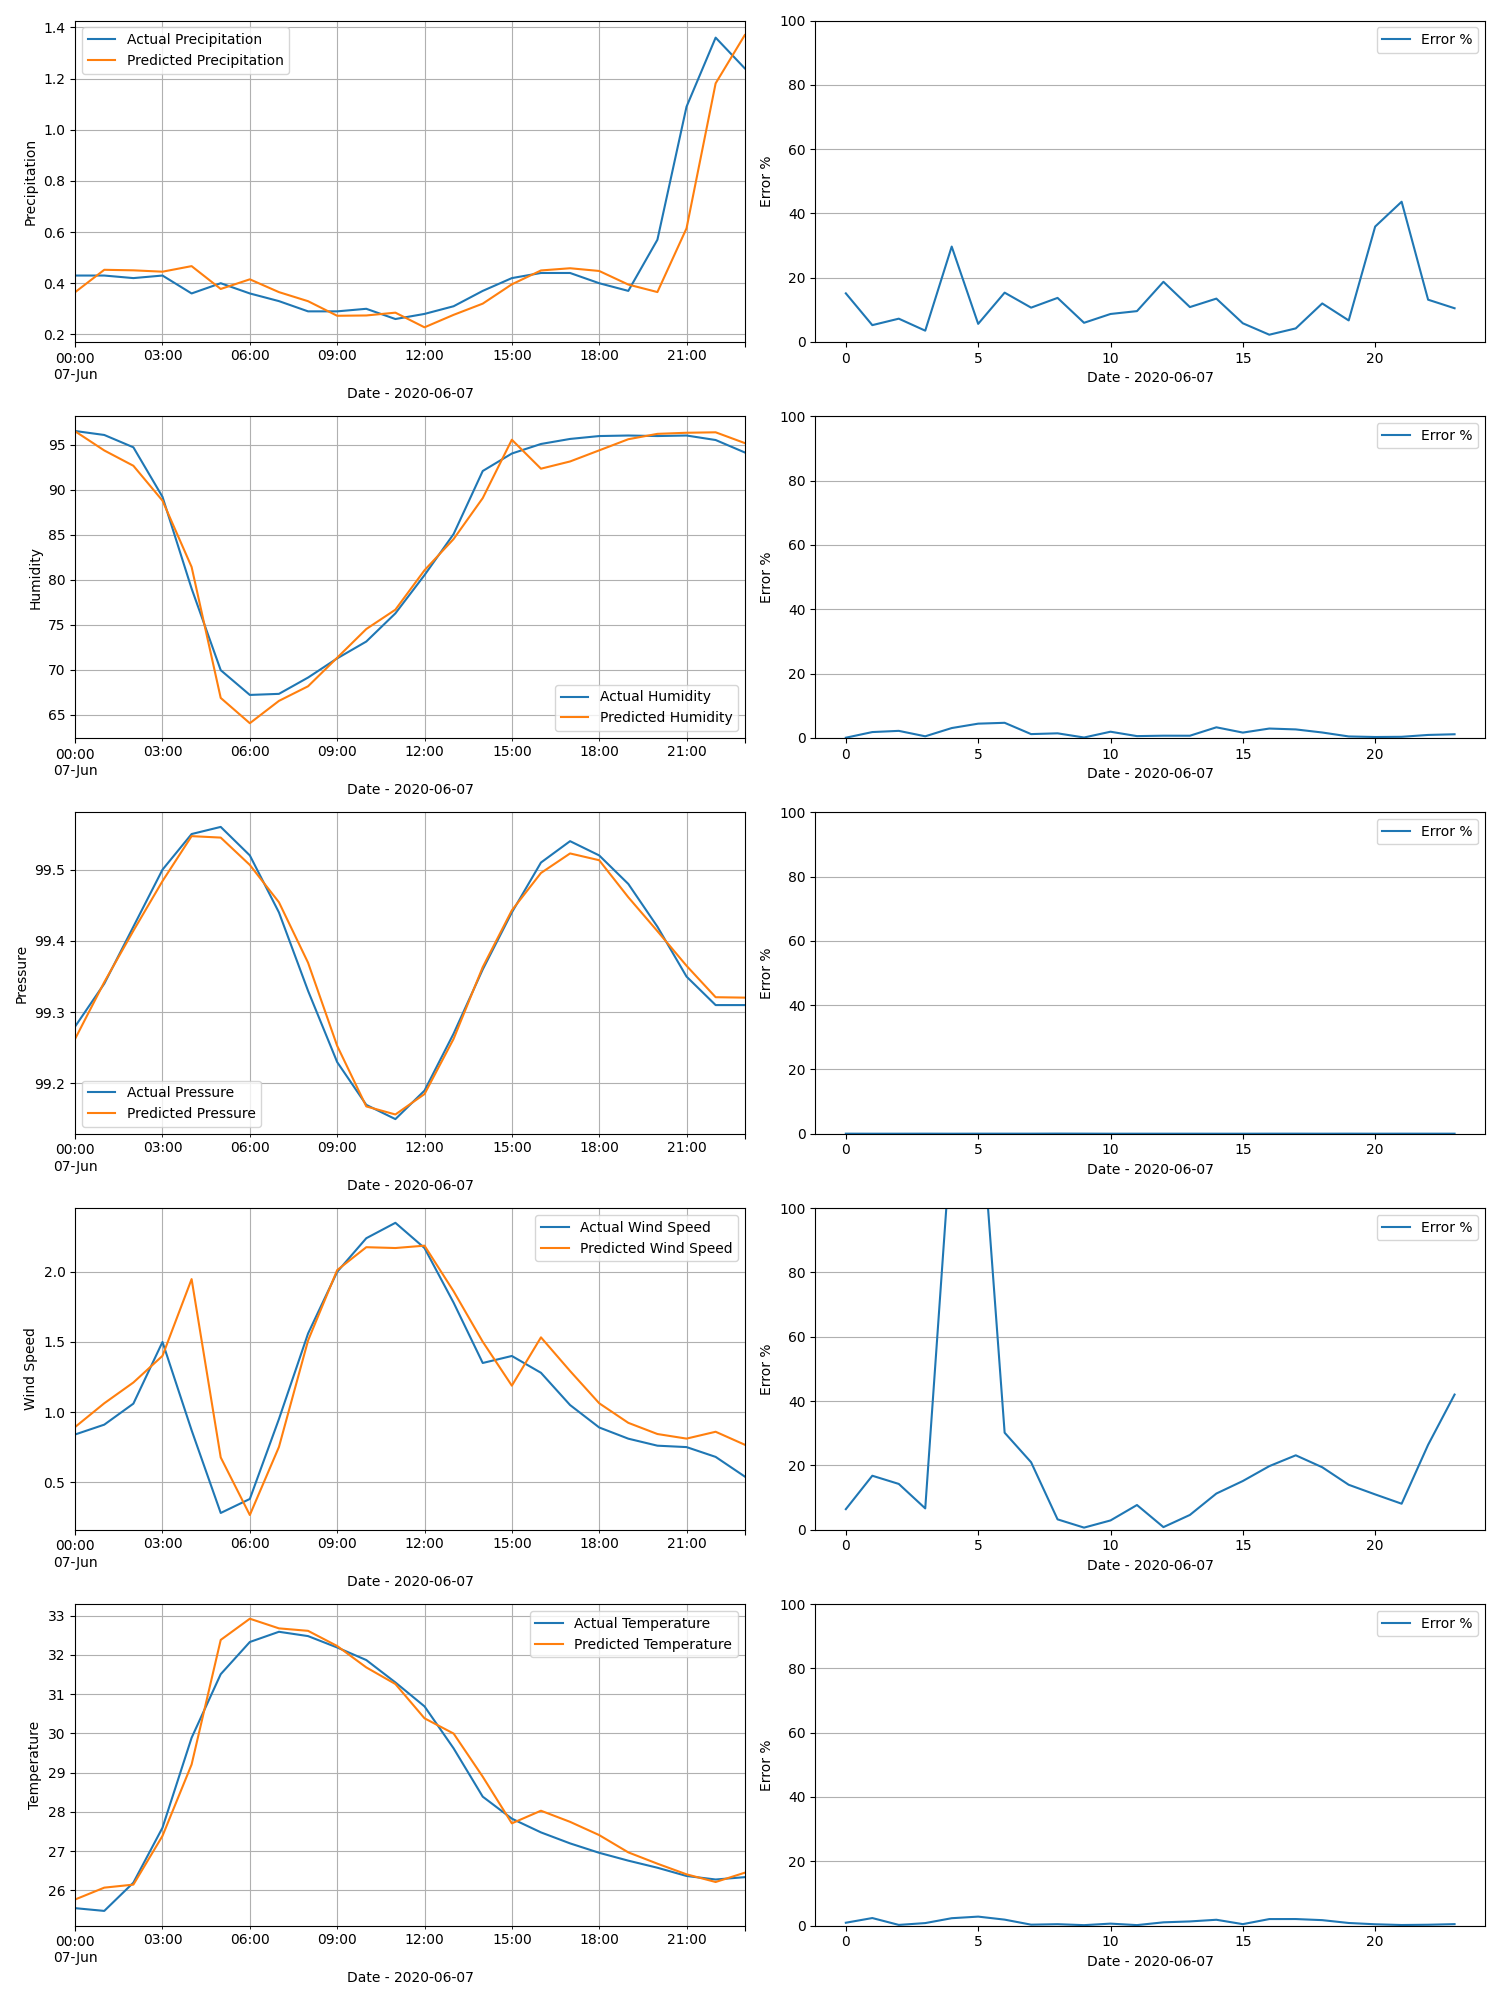 1.4
1.2
1.0
0.8
0.6
0.4
0.2
Precipitation
Actual Precipitation
Predicted Precipitation
00:00
07-Jun
03:00 06:00 09:00 12:00 15:00 18:00 21:00
Date - 2020-06-07
100
80
60
40
20
0
Error %
Error %
0 5 10 15 20
Date - 2020-06-07
95
90
85
80
75
70
65
Humidity
Actual Humidity
Predicted Humidity
00:00
07-Jun
03:00 06:00 09:00 12:00 15:00 18:00 21:00
Date - 2020-06-07
100
80
60
40
20
0
Error %
Error %
0 5 10 15 20
Date - 2020-06-07
99.5
99.4
99.3
99.2
Pressure
Actual Pressure
Predicted Pressure
00:00
07-Jun
03:00 06:00 09:00 12:00 15:00 18:00 21:00
Date - 2020-06-07
100
80
60
40
20
0
Error %
Error %
0 5 10 15 20
Date - 2020-06-07
2.0
1.5
1.0
0.5
Wind Speed
Actual Wind Speed
Predicted Wind Speed
00:00
07-Jun
03:00 06:00 09:00 12:00 15:00 18:00 21:00
Date - 2020-06-07
100
80
60
40
20
0
Error %
Error %
0 5 10 15 20
Date - 2020-06-07
33
32
31
30
29
28
27
26
Temperature
Actual Temperature
Predicted Temperature
00:00
07-Jun
03:00 06:00 09:00 12:00 15:00 18:00 21:00
Date - 2020-06-07
100
80
60
40
20
0
Error %
Error %
0 5 10 15 20
Date - 2020-06-07